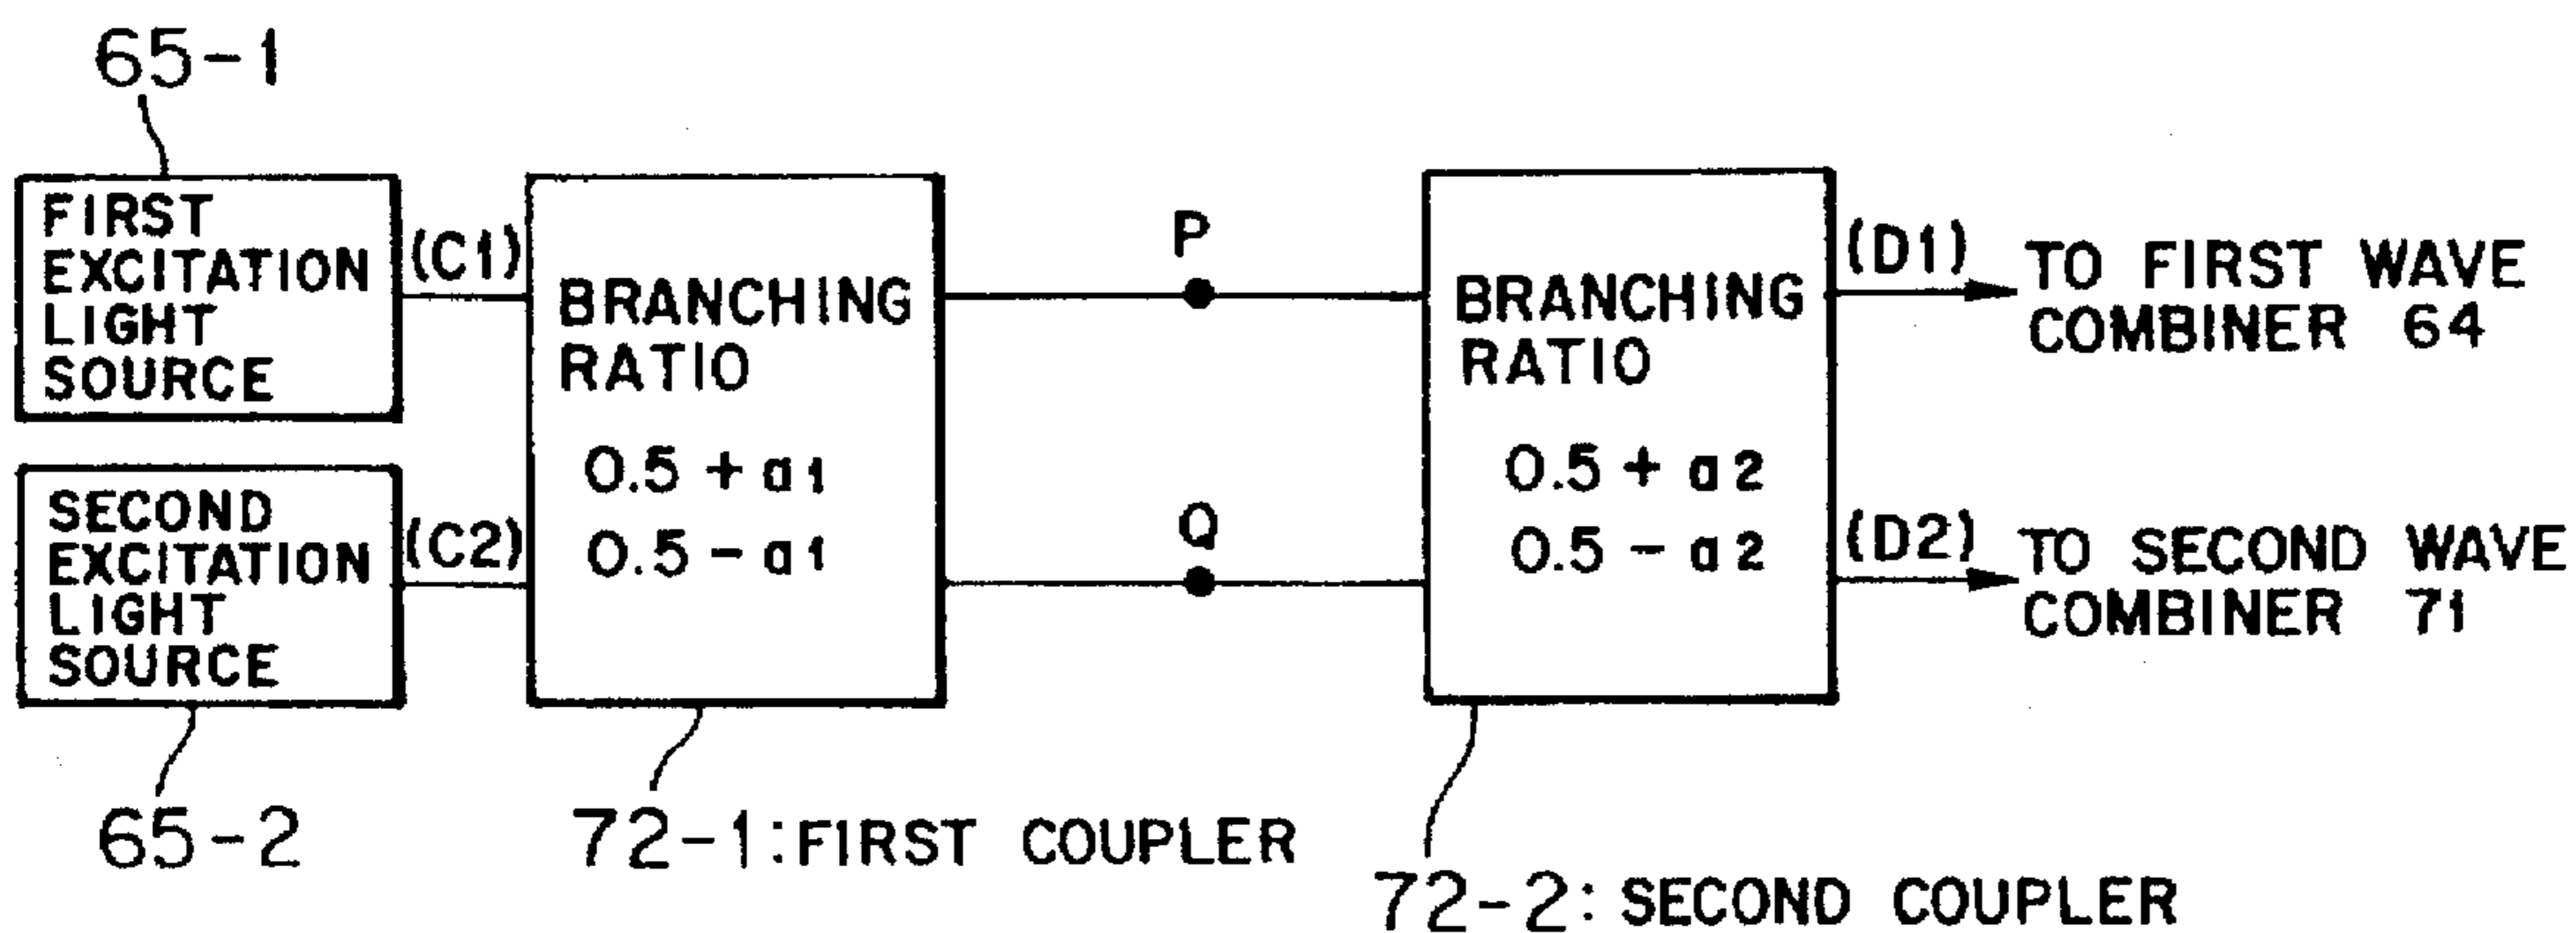 65-1
FIRST
EXCITATION
LIGHT
SOURCE
(C1)
SECOND
EXCITATION
LIGHT
SOURCE
(C2)
65-2
BRANCHING
RATIO
0.5 + a1
0.5 - a1
72-1: FIRST COUPLER
P
Q
BRANCHING
RATIO
0.5 + a2
0.5 - a2
72-2: SECOND COUPLER
(D1)
TO FIRST WAVE
COMBINER 64
(D2)
TO SECOND WAVE
COMBINER 71